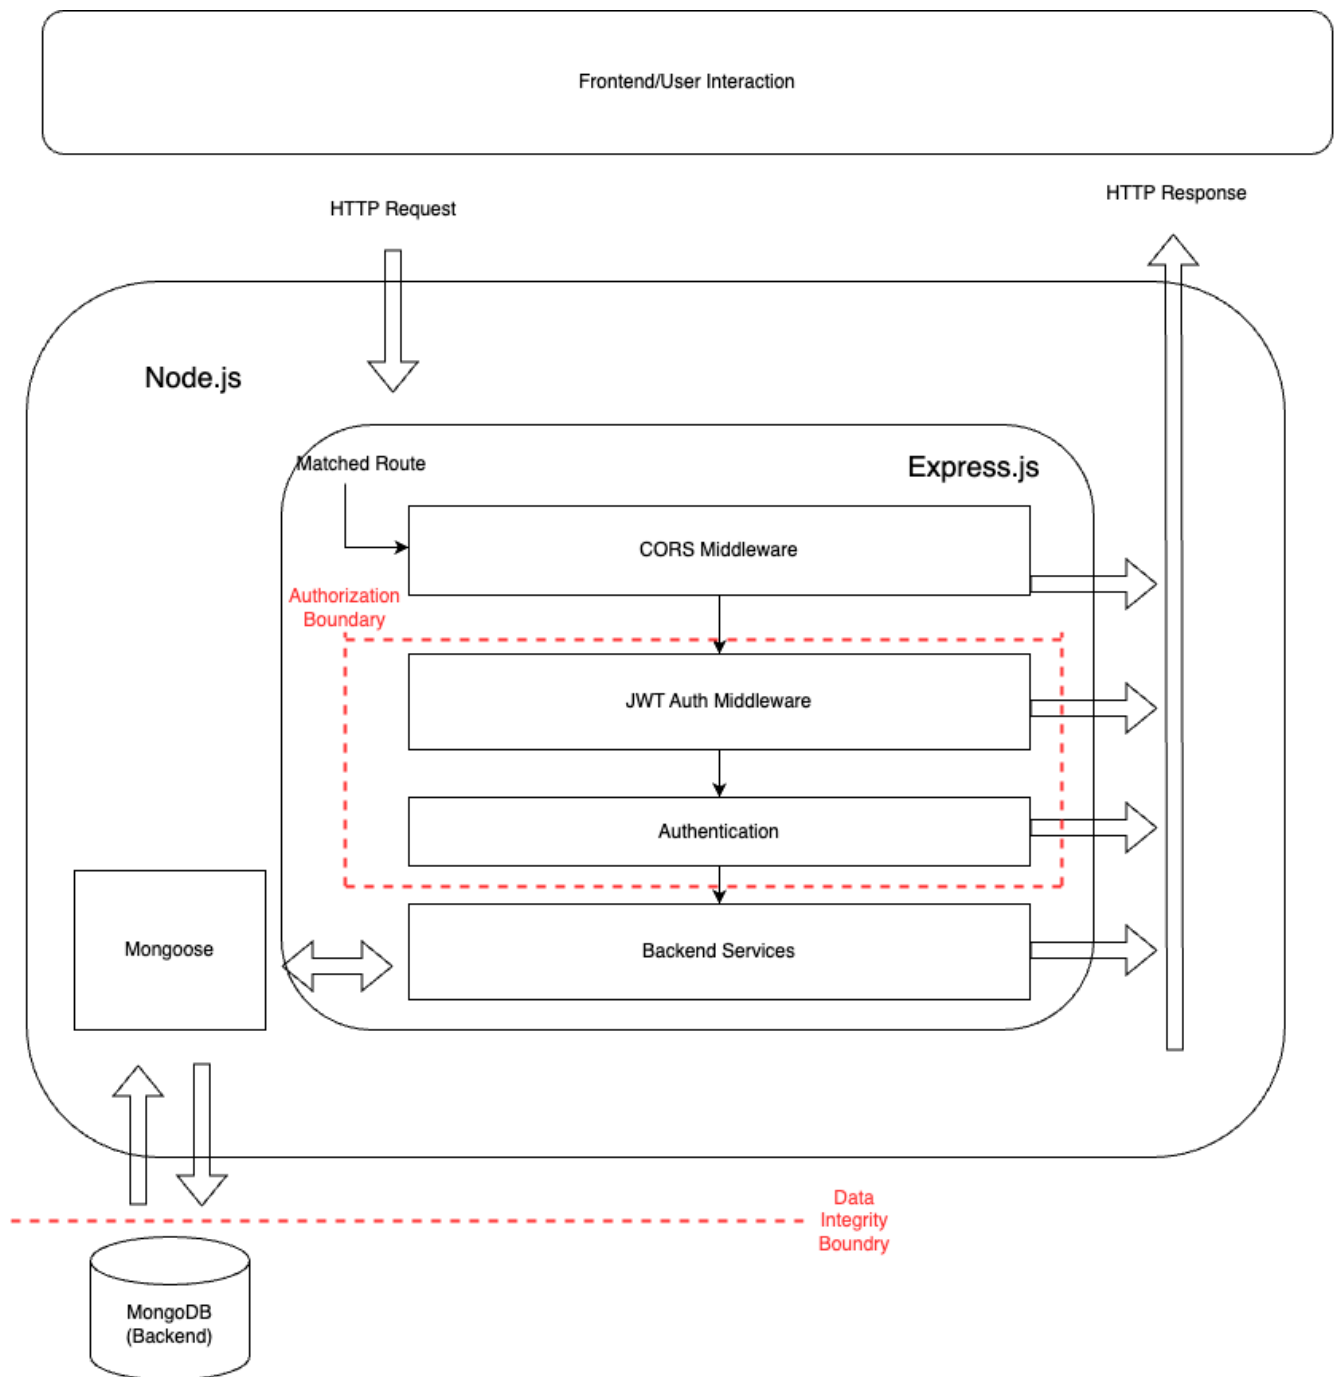 Frontend/User Interaction
HTTP Request
HTTP Response
Node.js
Matched Route
Express.js
CORS Middleware
Authorization
Boundary
JWT Auth Middleware
Authentication
Mongoose
Backend Services
Data
Integrity
Boundry
MongoDB
(Backend)